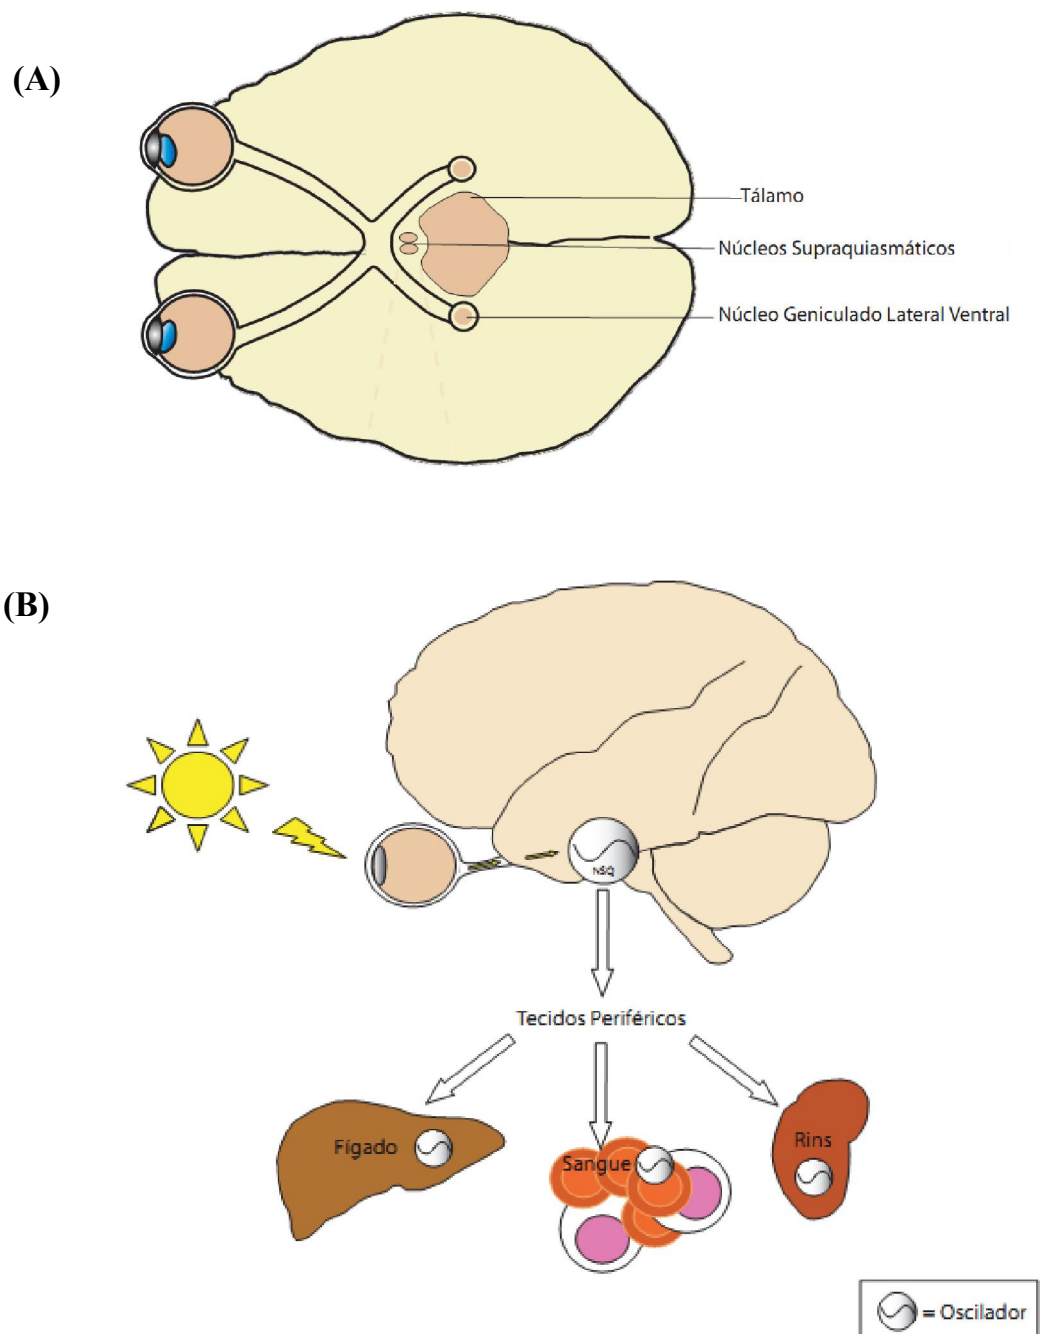 (A)
Tálamo
Núcleos Supraquiasmáticos
Núcleo Geniculado Lateral Ventral
(B)
NSQ
Tecidos Periféricos
Fígado
Sangue
Rins
= Oscilador